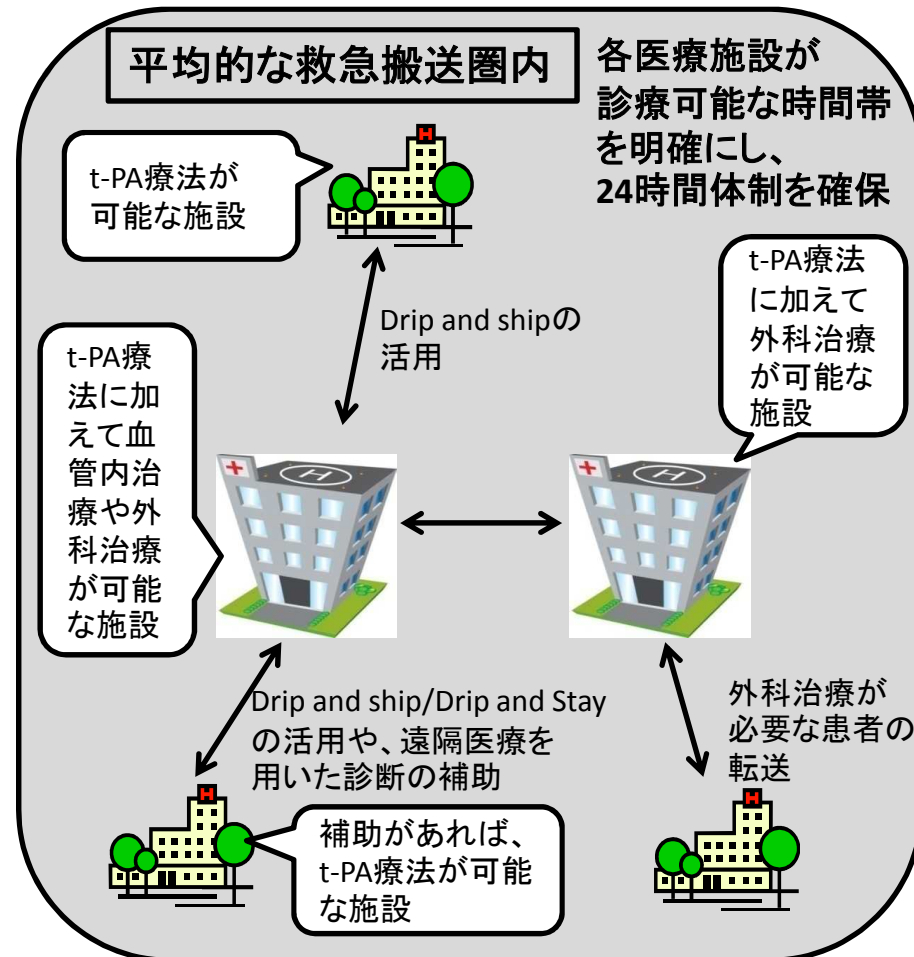 平均的な救急搬送圏内
各医療施設が
診療可能な時間帯
を明確にし、
24時間体制を確保
t-PA療法が
可能な施設
t-PA療法
に加えて
外科治療
が可能な
施設
Drip and shipの
活用
t-PA療
法に加
えて血
管内治
療や外
科治療
が可能
な施設
Drip and ship/Drip and Stay
の活用や、遠隔医療を
用いた診断の補助
外科治療が
必要な患者の
転送
補助があれば、
t-PA療法が可能
な施設
H
H
H
H
H